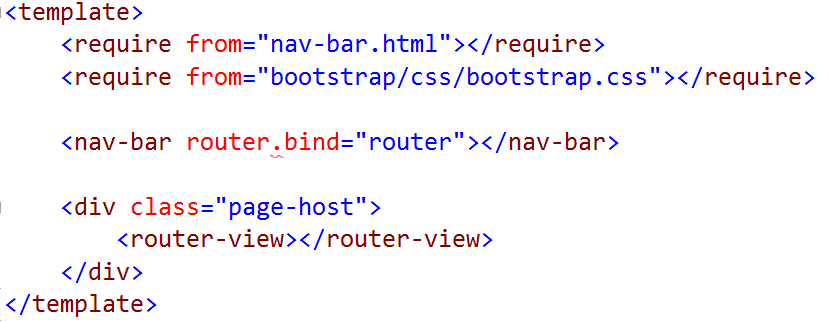 <template>
<require from="nav-bar.html"></require>
<require from="bootstrap/css/bootstrap.css"></require>
<nav-bar router.bind="router"></nav-bar>
<div class="page-host">
<router-view></router-view>
</div>
</template>